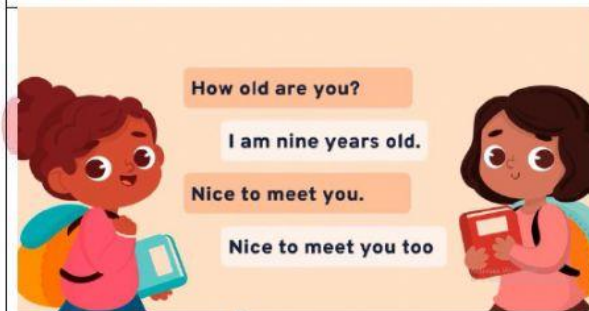 How old are you?
I am nine years old.
Nice to meet you.
Nice to meet you too